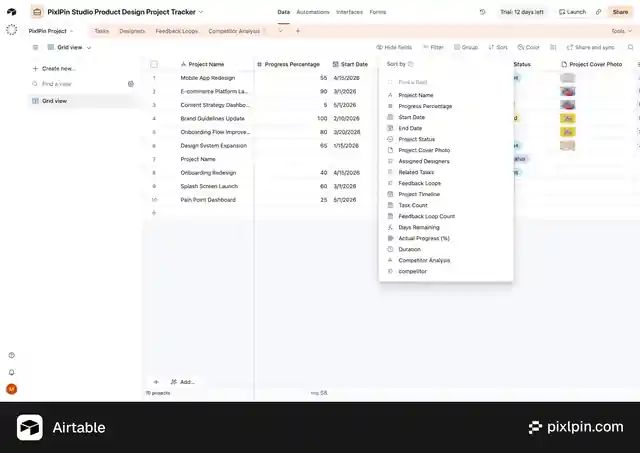 PixlPin Studio Product Design Project Tracker
Data Automations Interfaces Forms
Trial: 12 days left
Launch
Share
PixlPin Project Tasks Designers Feedback Loops Competitor Analysis
Tools
Grid view
Hide fields Filter Group Sort Color Share and sync
Create new...
Find a view
Grid view
Project Name Progress Percentage Start Date Status Project Cover Photo
1 Mobile App Redesign 55 4/15/2026
2 E-commerce Platform La... 90 3/1/2026
3 Content Strategy Dashbo... 5 5/1/2026
4 Brand Guidelines Update 100 2/10/2026
5 Onboarding Flow Improve... 80 3/20/2026
6 Design System Expansion 65 1/15/2026
7 Project Name
8 Onboarding Redesign 40 4/15/2026
9 Splash Screen Launch 60 3/1/2026
10 Pain Point Dashboard 25 5/1/2026
Sort by
Find a field
Project Name
Progress Percentage
Start Date
End Date
Project Status
Project Cover Photo
Assigned Designers
Related Tasks
Feedback Loops
Project Timeline
Task Count
Feedback Loop Count
Days Remaining
Actual Progress (%)
Duration
Competitor Analysis
competitor
Add...
10 projects
Avg 58
Airtable
pixlpin.com